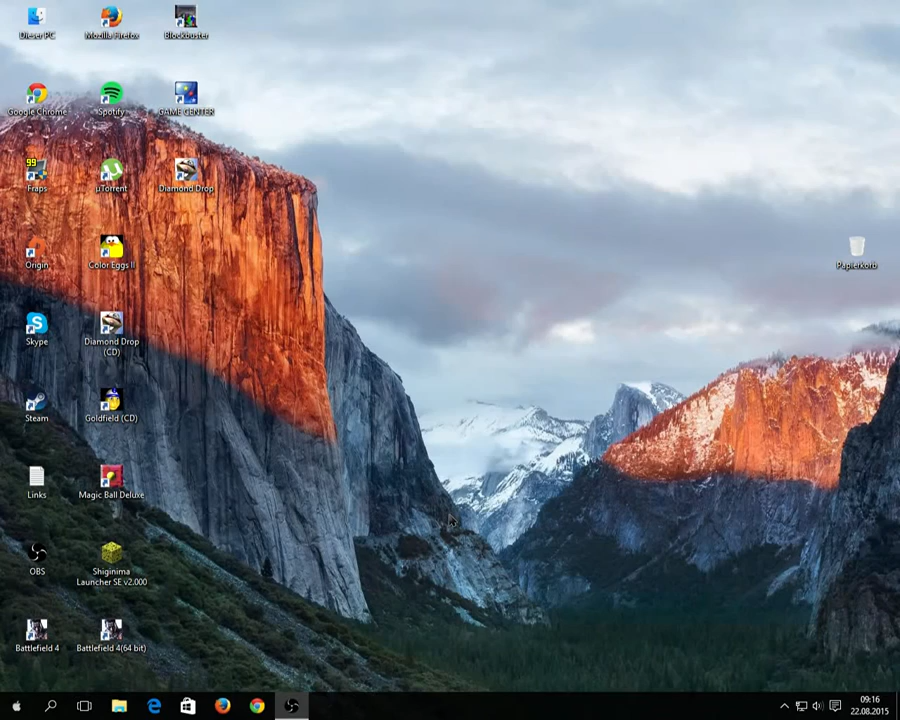 Dieser PC
Mozilla Firefox
Blockbuster
Google Chrome
Spotify
GAME CENTER
99
Fraps
µTorrent
Diamond Drop
Origin
Color Eggs II
Papierkorb
Skype
Diamond Drop
(CD)
Steam
Goldfield (CD)
Links
Magic Ball Deluxe
OBS
Shiginima
Launcher SE v2.000
Battlefield 4
Battlefield 4(64 bit)
09:16
22.08.2015